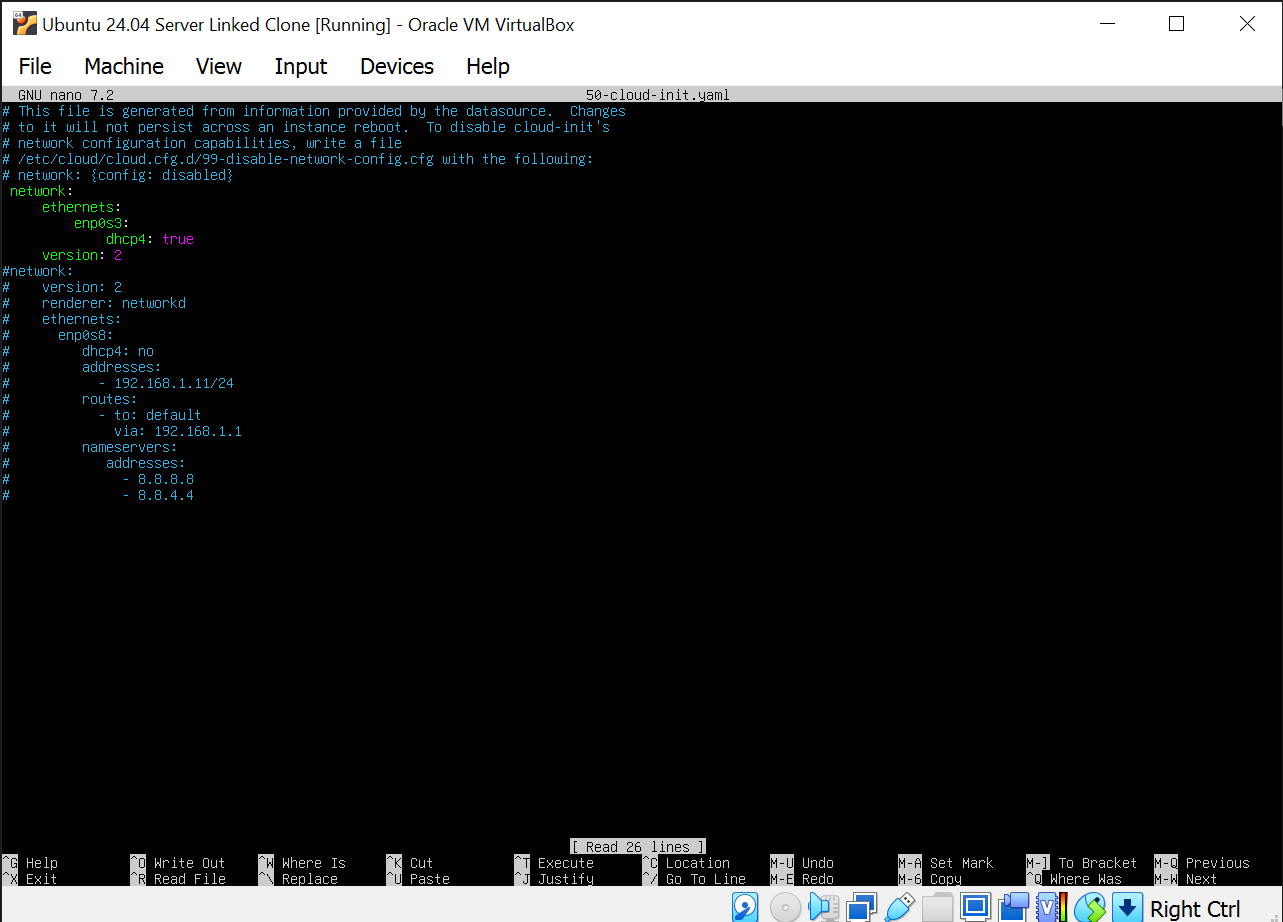 Ubuntu 24.04 Server Linked Clone [Running] - Oracle VM VirtualBox
File Machine View Input Devices Help
GNU nano 7.2 50-cloud-init.yaml
# This file is generated from information provided by the datasource.  Changes
# to it will not persist across an instance reboot.  To disable cloud-init's
# network configuration capabilities, write a file
# /etc/cloud/cloud.cfg.d/99-disable-network-config.cfg with the following:
# network: {config: disabled}
 network:
     ethernets:
         enp0s3:
             dhcp4: true
     version: 2
#network:
#    version: 2
#    renderer: networkd
#    ethernets:
#      enp0s8:
#         dhcp4: no
#         addresses:
#           - 192.168.1.11/24
#         routes:
#           - to: default
#             via: 192.168.1.1
#         nameservers:
#            addresses:
#              - 8.8.8.8
#              - 8.8.4.4
[ Read 26 lines ]
^G Help ^O Write Out ^W Where Is ^K Cut ^T Execute ^C Location M-U Undo M-A Set Mark M-] To Bracket M-Q Previous
^X Exit ^R Read File ^\ Replace ^U Paste ^J Justify ^/ Go To Line M-E Redo M-6 Copy ^Q Where Was M-W Next
Right Ctrl